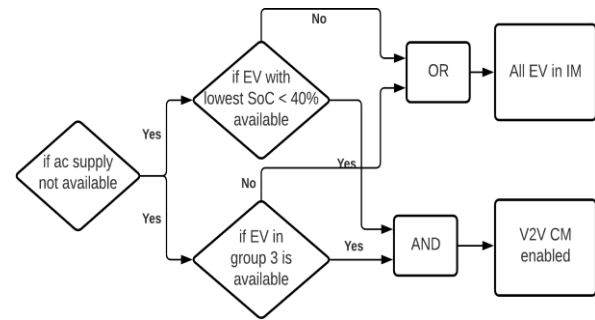 No
if EV with
lowest SoC < 40%
available
OR
All EV in IM
Yes
if ac supply
not available
Yes
No
Yes
if EV in
group 3 is
available
Yes
AND
V2V CM
enabled